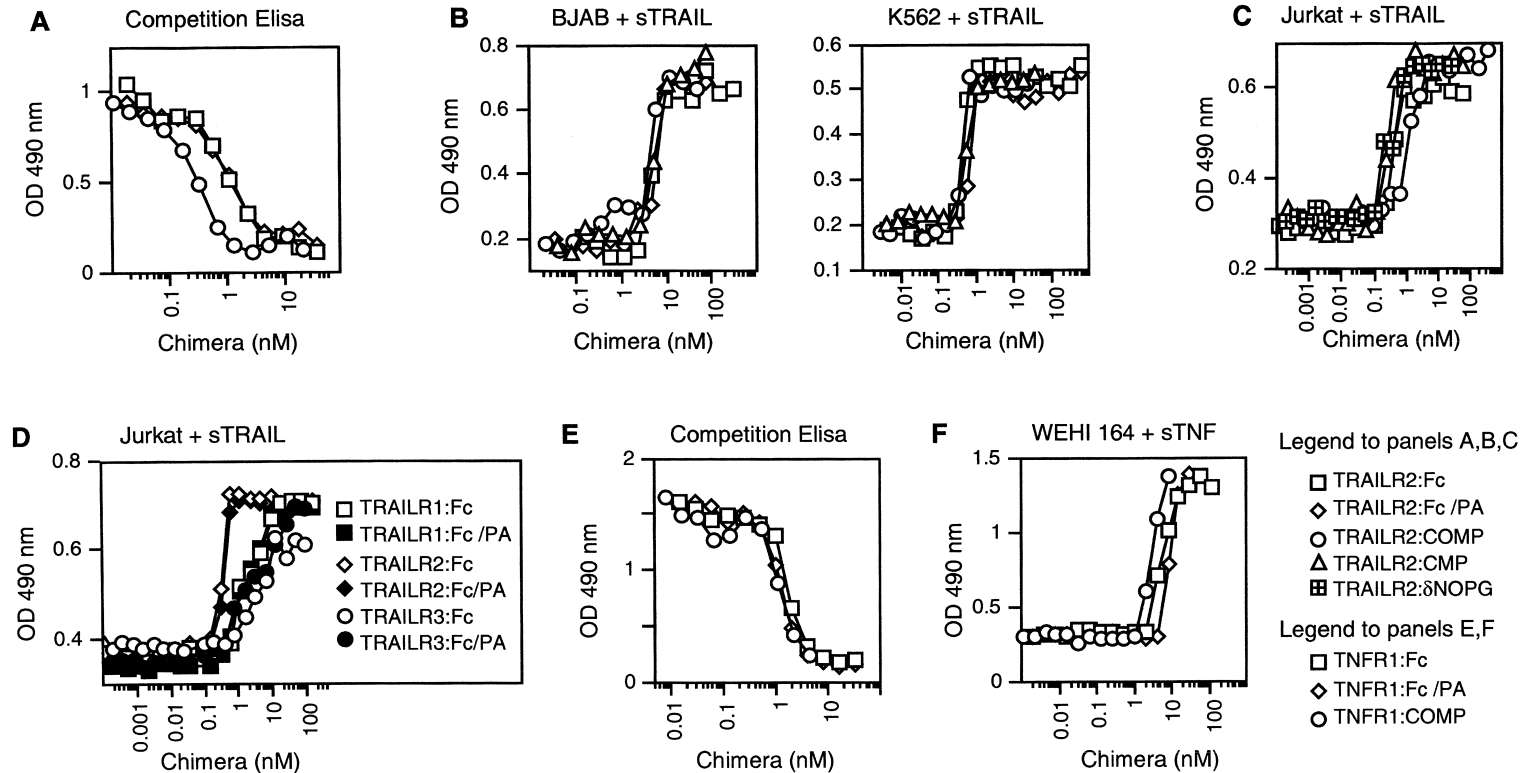 A
Competition Elisa
OD 490 nm
1
0.5
0
0.1
1
10
Chimera (nM)
B
BJAB + sTRAIL
OD 490 nm
0.8
0.6
0.4
0.2
0.1
1
10
100
Chimera (nM)
K562 + sTRAIL
0.6
0.5
0.4
0.3
0.2
0.1
0.01
0.1
1
10
100
Chimera (nM)
C
Jurkat + sTRAIL
OD 490 nm
0.6
0.4
0.2
0.001
0.01
0.1
1
10
100
Chimera (nM)
D
Jurkat + sTRAIL
OD 490 nm
0.8
0.6
0.4
0.001
0.01
0.1
1
10
100
Chimera (nM)
TRAILR1:Fc
TRAILR1:Fc /PA
TRAILR2:Fc
TRAILR2:Fc/PA
TRAILR3:Fc
TRAILR3:Fc/PA
E
Competition Elisa
OD 490 nm
2
1
0
0.01
0.1
1
10
Chimera (nM)
F
WEHI 164 + sTNF
OD 490 nm
1.5
1
0.5
0
0.01
0.1
1
10
100
Chimera (nM)
Legend to panels A,B,C
TRAILR2:Fc
TRAILR2:Fc /PA
TRAILR2:COMP
TRAILR2:CMP
TRAILR2:δNOPG
Legend to panels E,F
TNFR1:Fc
TNFR1:Fc /PA
TNFR1:COMP